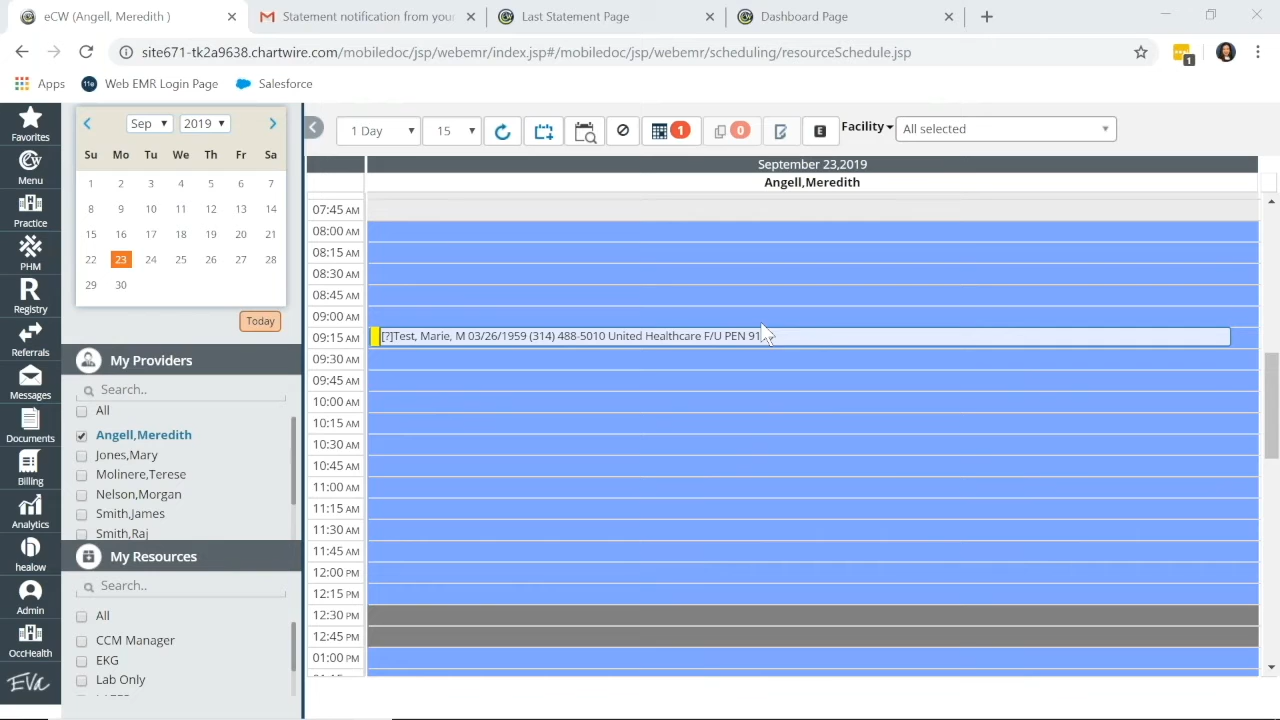 eCW (Angell, Meredith )
Statement notification from your
Last Statement Page
Dashboard Page
site671-tk2a9638.chartwire.com/mobiledoc/jsp/webemr/index.jsp#/mobiledoc/jsp/webemr/scheduling/resourceSchedule.jsp
1
Apps
11e
Web EMR Login Page
Salesforce
Favorites
Menu
Practice
PHM
R
Registry
Referrals
Messages
Documents
Billing
Analytics
healow
Admin
OccHealth
EVa
Sep 2019
Su Mo Tu We Th Fr Sa
1 2 3 4 5 6 7
8 9 10 11 12 13 14
15 16 17 18 19 20 21
22 23 24 25 26 27 28
29 30
Today
My Providers
Search..
All
Angell,Meredith
Jones,Mary
Molinere,Terese
Nelson,Morgan
Smith,James
Smith,Raj
My Resources
Search..
All
CCM Manager
EKG
Lab Only
1 Day
15
1
0
E
Facility
All selected
September 23,2019
Angell,Meredith
07:45 AM
08:00 AM
08:15 AM
08:30 AM
08:45 AM
09:00 AM
09:15 AM [?]Test, Marie, M 03/26/1959 (314) 488-5010 United Healthcare F/U PEN
09:30 AM
09:45 AM
10:00 AM
10:15 AM
10:30 AM
10:45 AM
11:00 AM
11:15 AM
11:30 AM
11:45 AM
12:00 PM
12:15 PM
12:30 PM
12:45 PM
01:00 PM